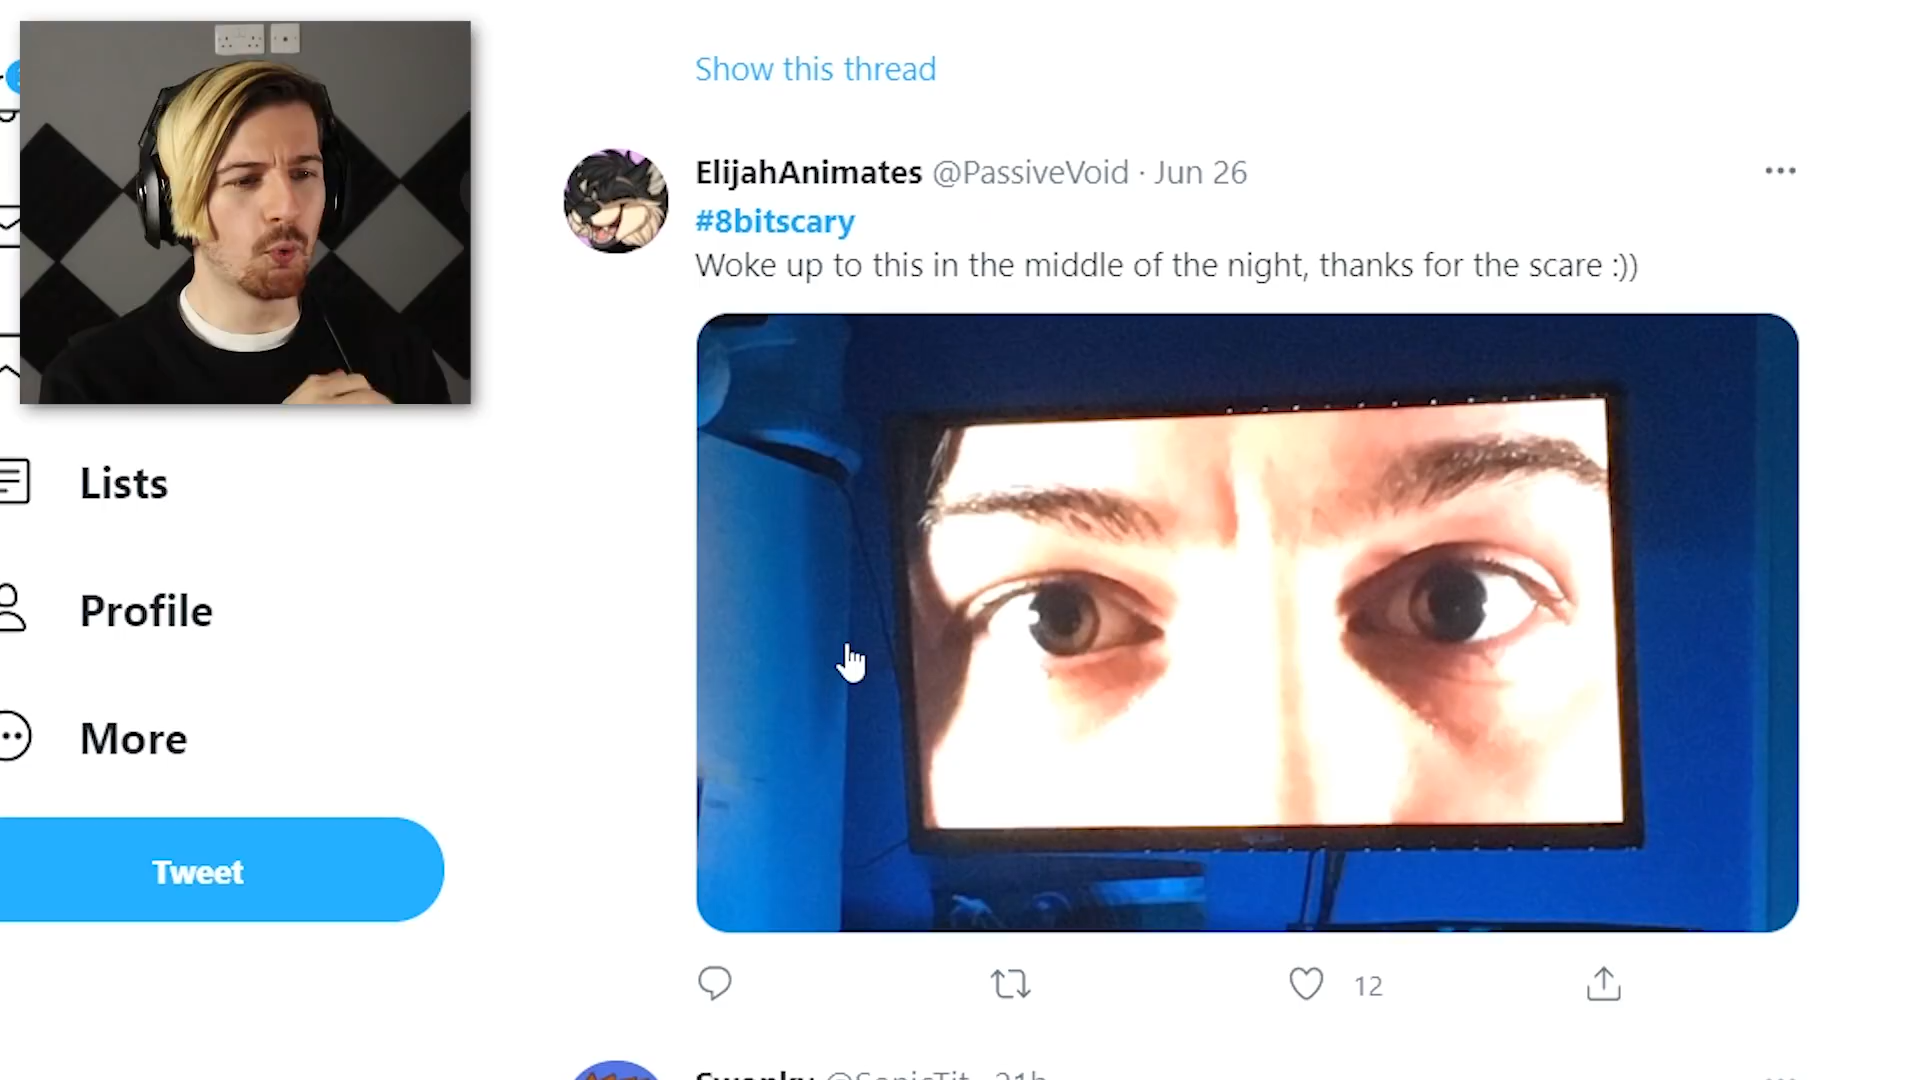 Show this thread
ElijahAnimates @PassiveVoid · Jun 26
#8bitscary
Woke up to this in the middle of the night, thanks for the scare :))
Lists
Profile
More
Tweet
12